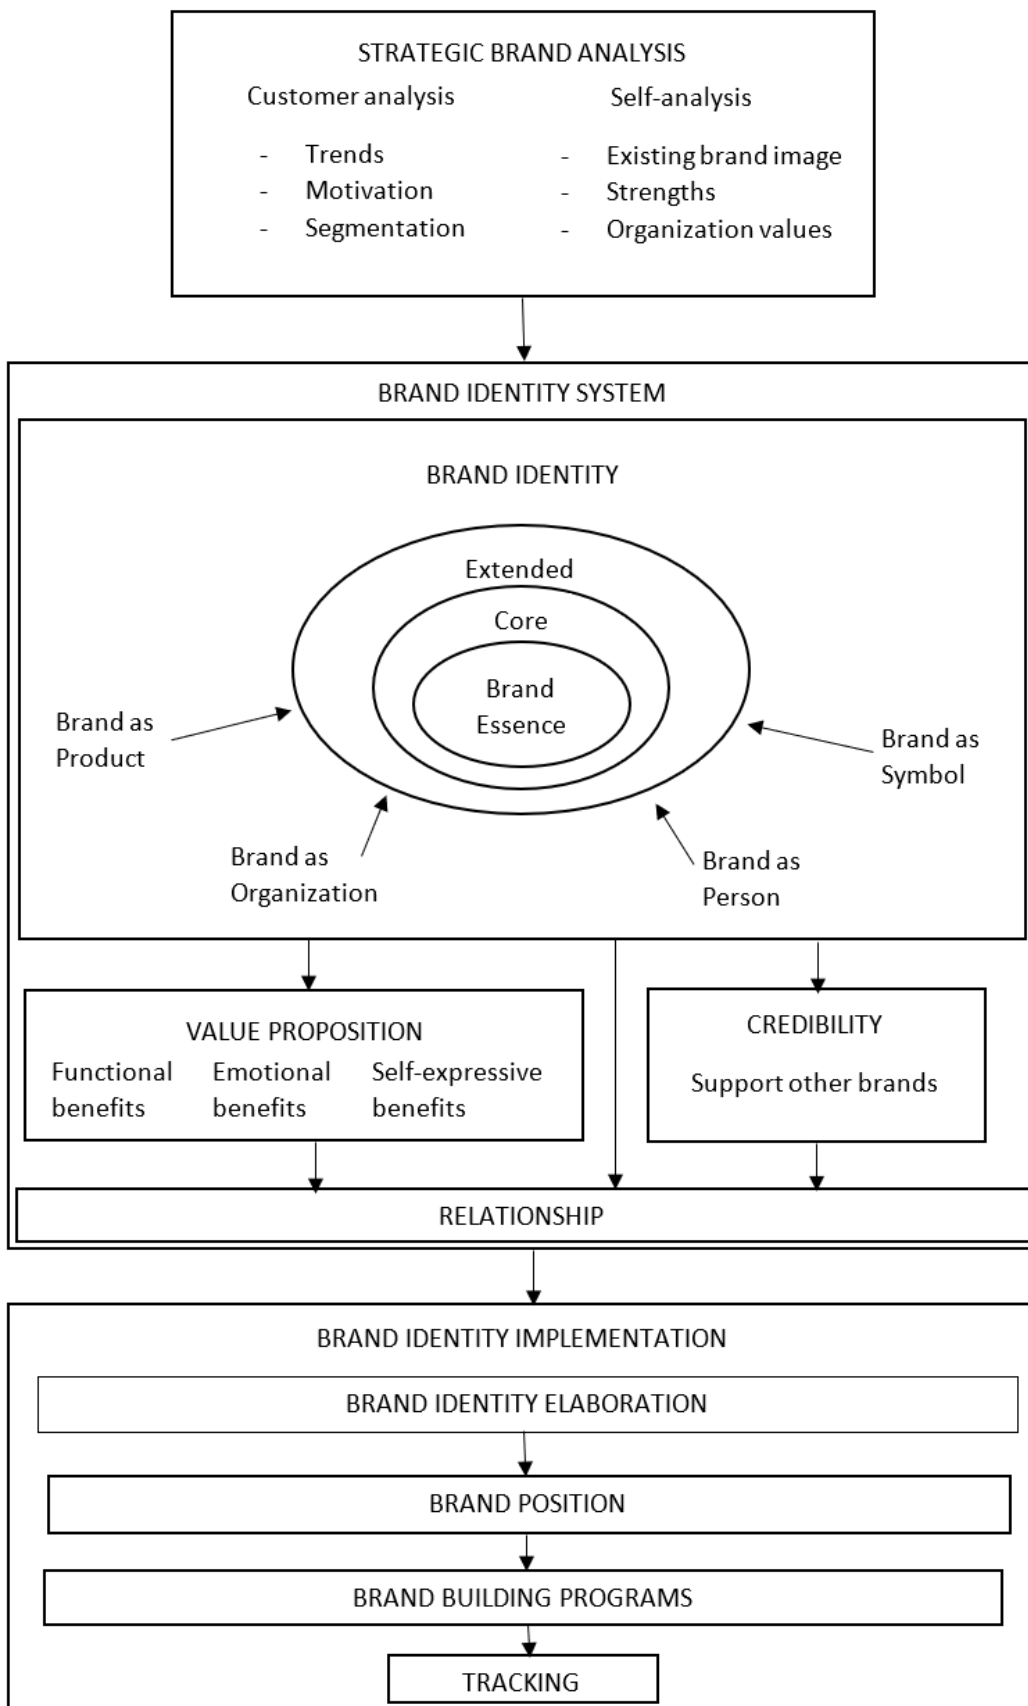 STRATEGIC BRAND ANALYSIS
Customer analysis
- Trends
- Motivation
- Segmentation
Self-analysis
- Existing brand image
- Strengths
- Organization values
BRAND IDENTITY SYSTEM
BRAND IDENTITY
Extended
Core
Brand
Essence
Brand as
Product
Brand as
Organization
Brand as
Person
Brand as
Symbol
VALUE PROPOSITION
Functional
benefits
Emotional
benefits
Self-expressive
benefits
CREDIBILITY
Support other brands
RELATIONSHIP
BRAND IDENTITY IMPLEMENTATION
BRAND IDENTITY ELABORATION
BRAND POSITION
BRAND BUILDING PROGRAMS
TRACKING